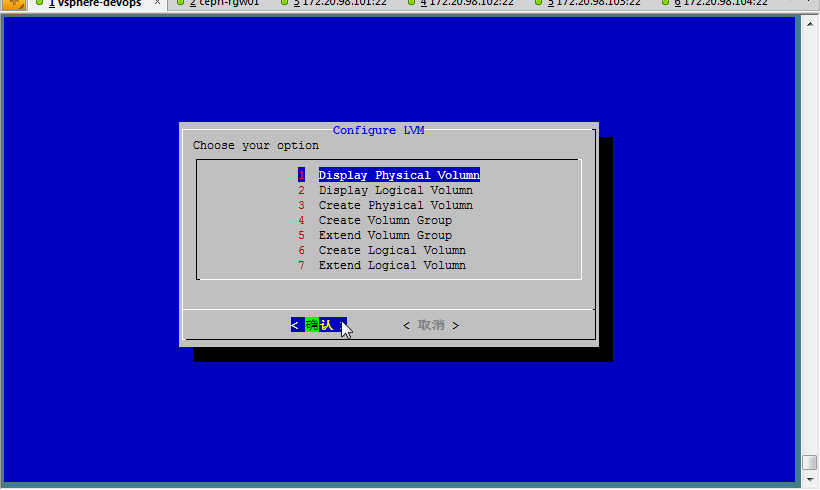 1 vsphere-devops × 2 ceph-rgw01 3 172.20.98.101:22 4 172.20.98.102:22 5 172.20.98.103:22 6 172.20.98.104:22
Configure LVM
Choose your option
1 Display Physical Volumn
2 Display Logical Volumn
3 Create Physical Volumn
4 Create Volumn Group
5 Extend Volumn Group
6 Create Logical Volumn
7 Extend Logical Volumn
< 确认 > < 取消 >